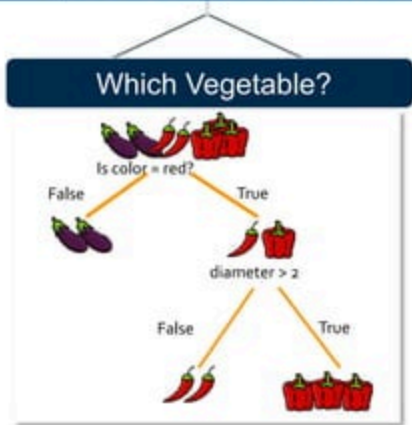 Which Vegetable?
Is color = red?
False
True
diameter > 2
False
True